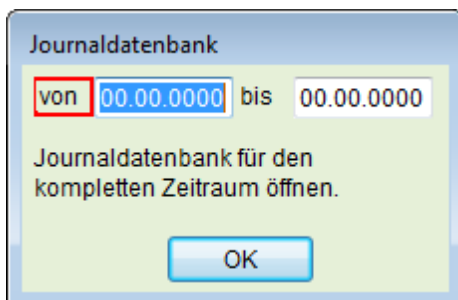 Journaldatenbank
von 00.00.0000 bis 00.00.0000
Journaldatenbank für den
kompletten Zeitraum öffnen.
OK